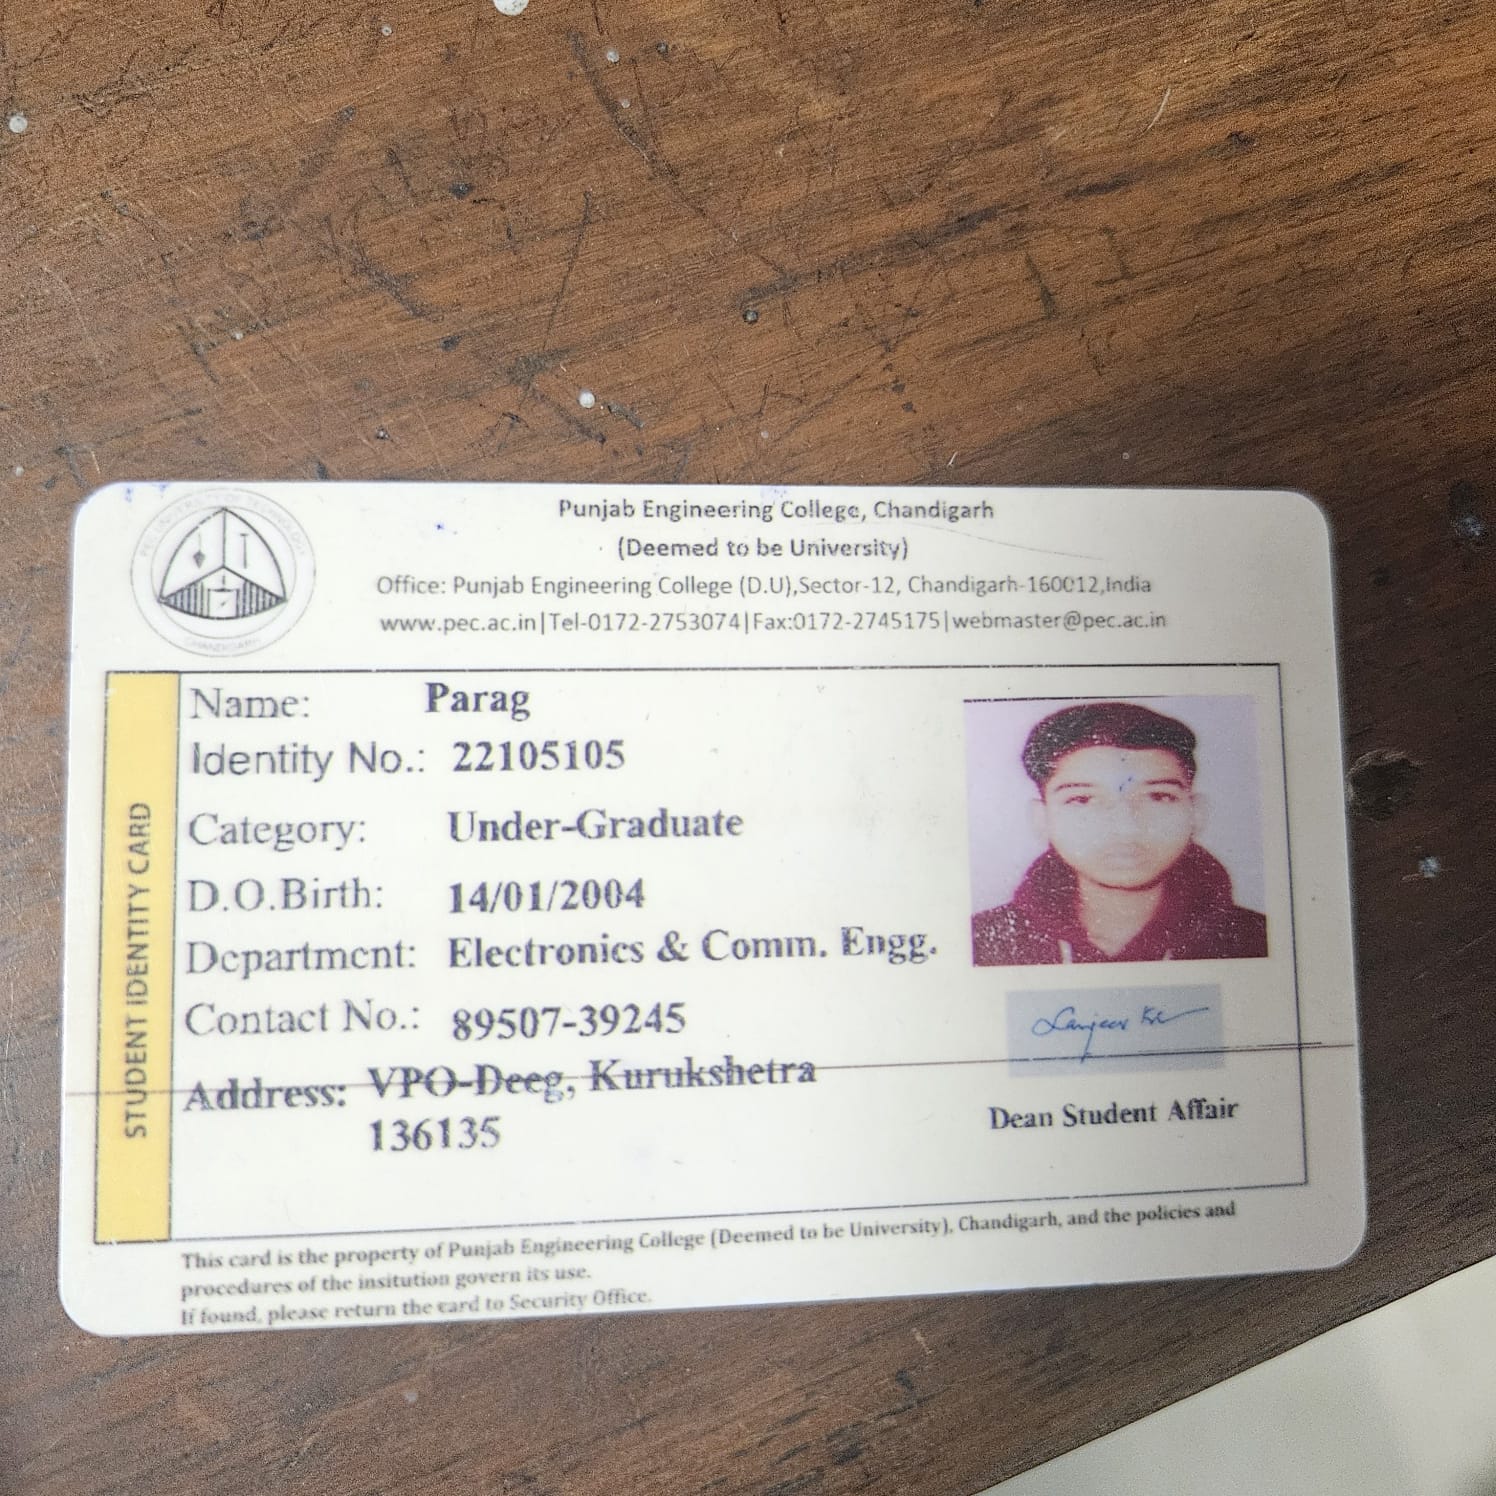 Punjab Engineering College, Chandigarh
(Deemed to be University)
Office: Punjab Engineering College (D.U),Sector-12, Chandigarh-160012,India
www.pec.ac.in|Tel-0172-2753074|Fax:0172-2745175|webmaster@pec.ac.in
PEC UNIVERSITY OF TECHNOLOGY
CHANDIGARH
STUDENT IDENTITY CARD
Name: Parag
Identity No.: 22105105
Category: Under-Graduate
D.O.Birth: 14/01/2004
Department: Electronics & Comm. Engg.
Contact No.: 89507-39245
Address: VPO-Deeg, Kurukshetra
136135
Dean Student Affair
This card is the property of Punjab Engineering College (Deemed to be University), Chandigarh, and the policies and
procedures of the insitution govern its use.
If found, please return the card to Security Office.